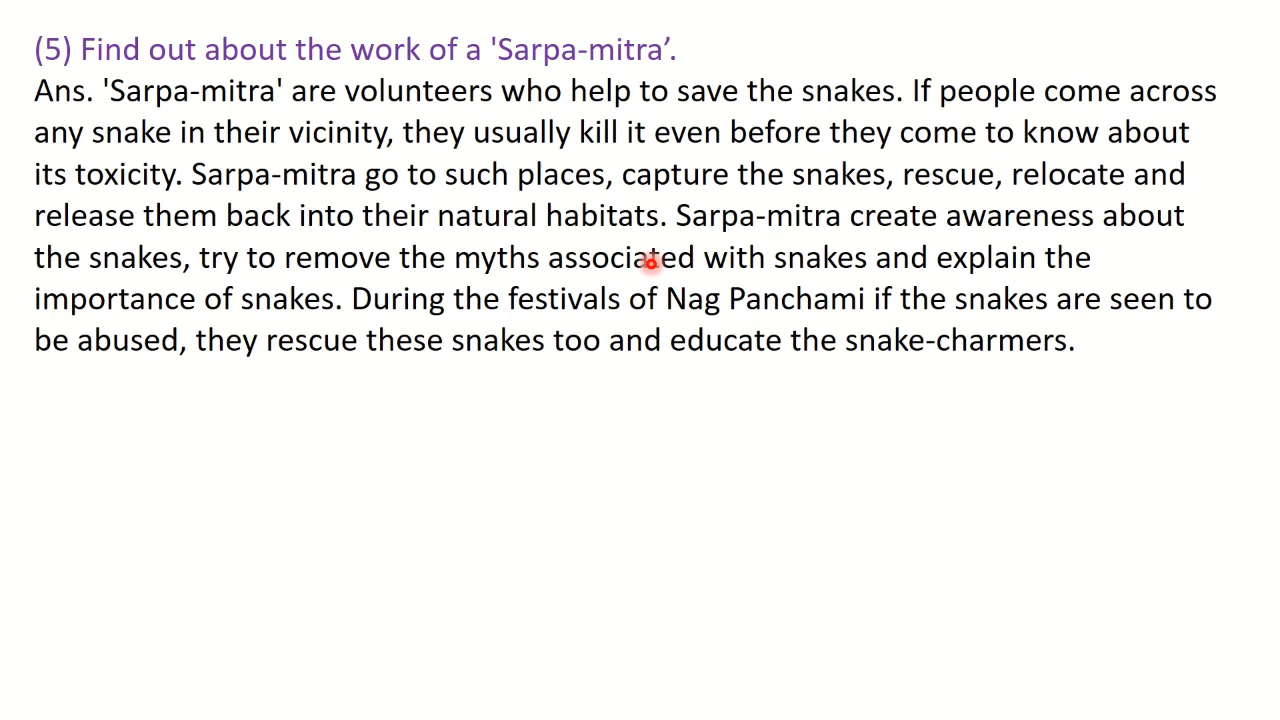 (5) Find out about the work of a 'Sarpa-mitra’.
Ans. 'Sarpa-mitra' are volunteers who help to save the snakes. If people come across
any snake in their vicinity, they usually kill it even before they come to know about
its toxicity. Sarpa-mitra go to such places, capture the snakes, rescue, relocate and
release them back into their natural habitats. Sarpa-mitra create awareness about
the snakes, try to remove the myths associated with snakes and explain the
importance of snakes. During the festivals of Nag Panchami if the snakes are seen to
be abused, they rescue these snakes too and educate the snake-charmers.